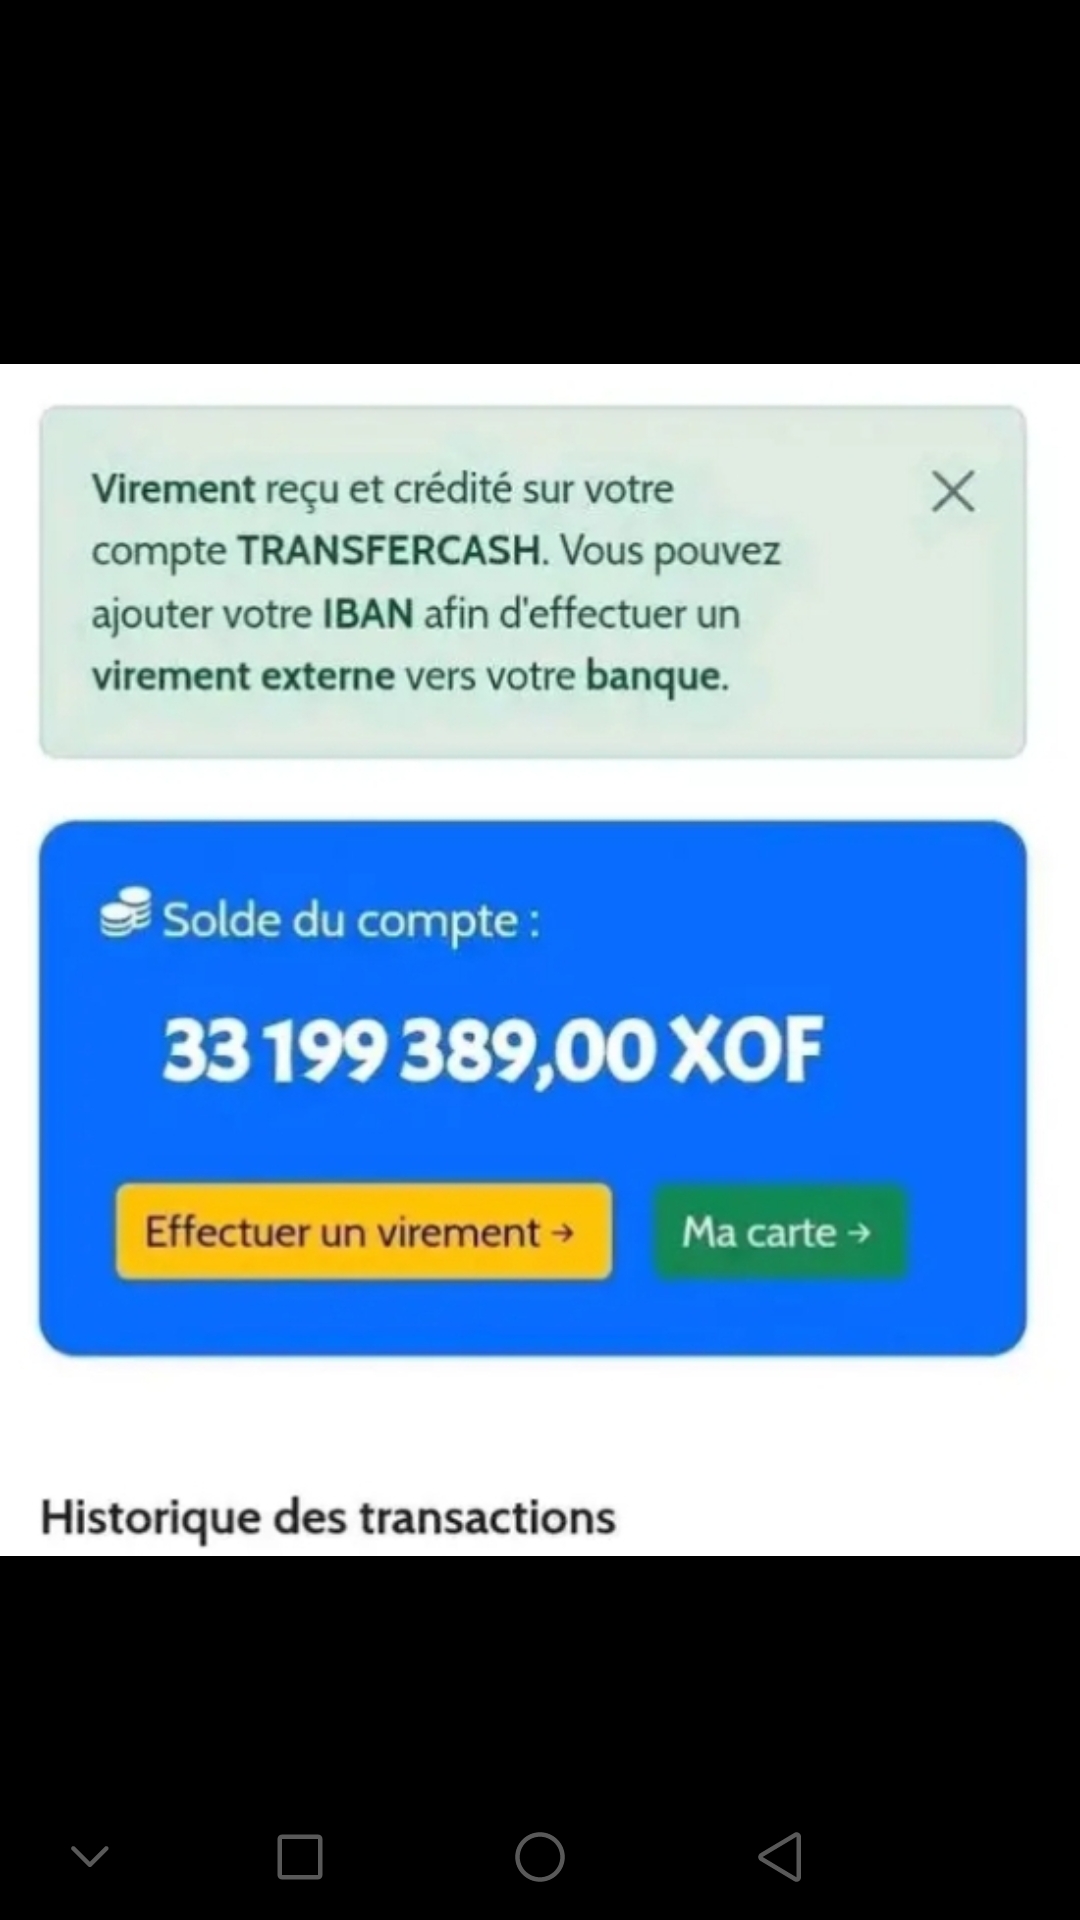 Virement reçu et crédité sur votre
compte TRANSFERCASH. Vous pouvez
ajouter votre IBAN afin d'effectuer un
virement externe vers votre banque.
Solde du compte :
33 199 389,00 XOF
Effectuer un virement →
Ma carte →
Historique des transactions